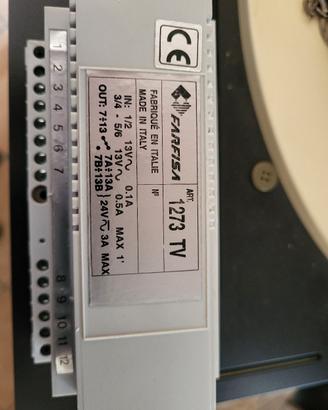 CE
FARFISA
ART.
1273 TV
FABRIQUÉ EN ITALIE
MADE IN ITALY
N°
IN: 1/2 13V∿ 0.1A
3/4 - 5/6 13V∿ 0.5A MAX 1'
OUT: 7÷13 7A÷13A
7B÷13B } 24V⎓ 3A MAX
1
2
3
4
5
6
7
8
9
10
11
12